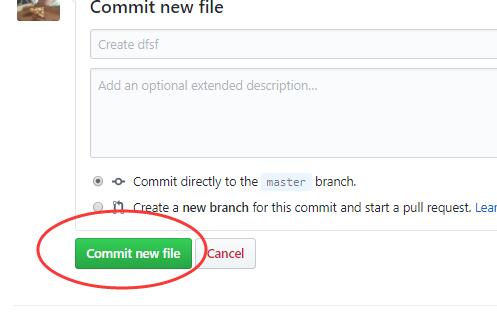 Commit new file
Create dfsf
Add an optional extended description...
Commit directly to the master branch.
Create a new branch for this commit and start a pull request. Lear
Commit new file Cancel